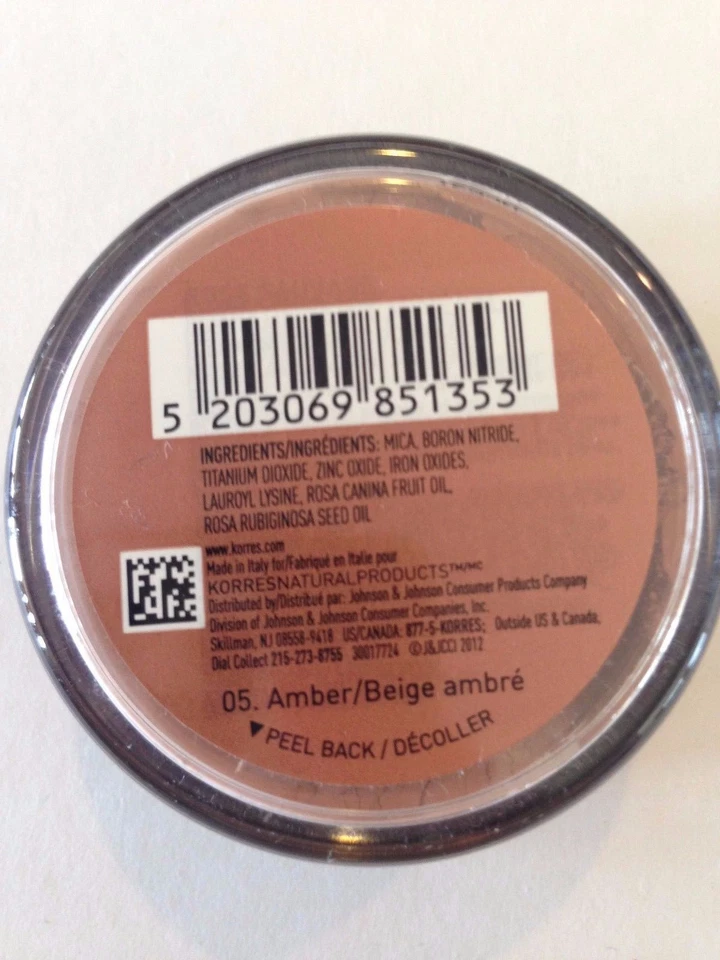 5 203069 851353
INGREDIENTS/INGRÉDIENTS: MICA, BORON NITRIDE,
TITANIUM DIOXIDE, ZINC OXIDE, IRON OXIDES,
LAUROYL LYSINE, ROSA CANINA FRUIT OIL,
ROSA RUBIGINOSA SEED OIL
www.korres.com
Made in Italy for/Fabriqué en Italie pour
KORRESNATURALPRODUCTS™/MC
Distributed by/Distribué par: Johnson & Johnson Consumer Products Company
Division of Johnson & Johnson Consumer Companies, Inc.
Skillman, NJ 08558-9418 US/CANADA: 877-5-KORRES; Outside US & Canada,
Dial Collect 215-273-8755 30017724 ©J&JCCI 2012
05. Amber/Beige ambré
PEEL BACK / DÉCOLLER